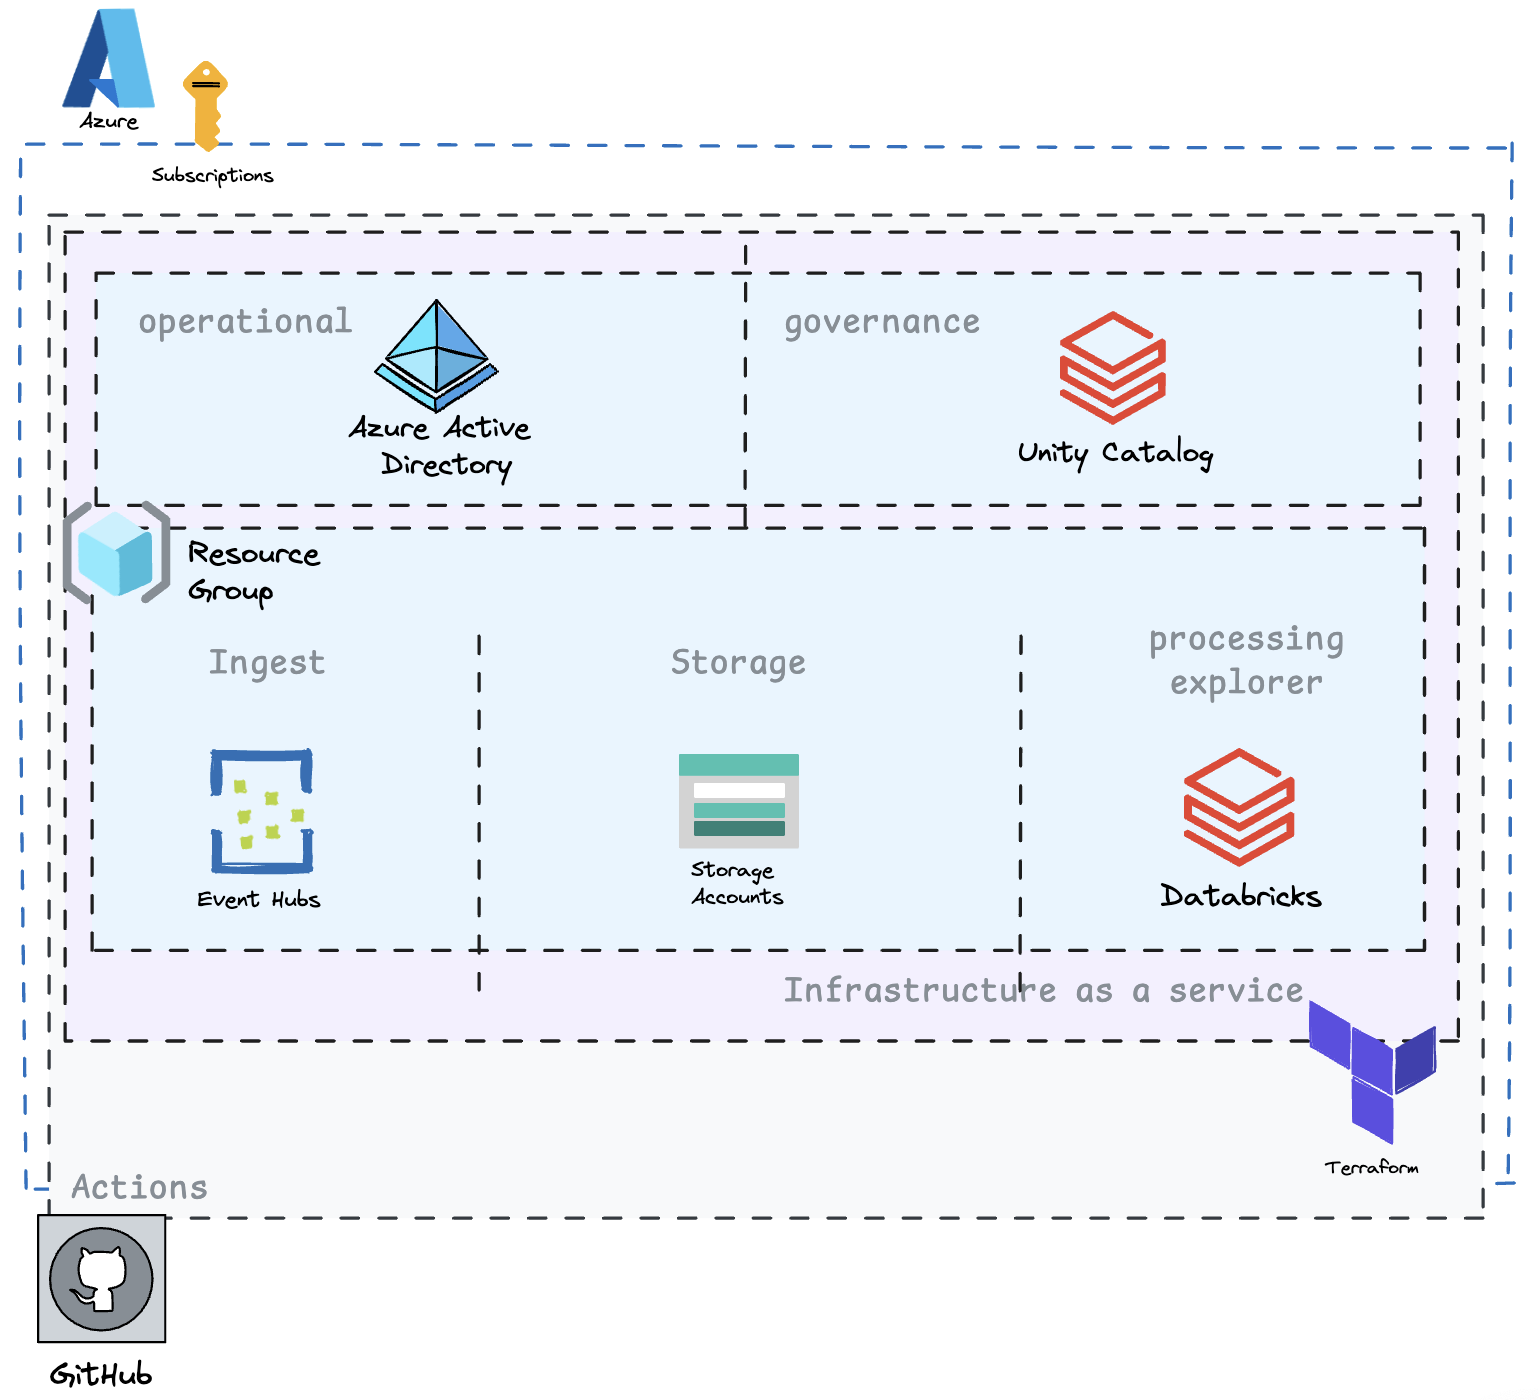 Azure
Subscriptions
operational
governance
Azure Active
Directory
Unity Catalog
Resource
Group
Ingest
Storage
processing
explorer
Event Hubs
Storage
Accounts
Databricks
Infrastructure as a service
Terraform
Actions
GitHub